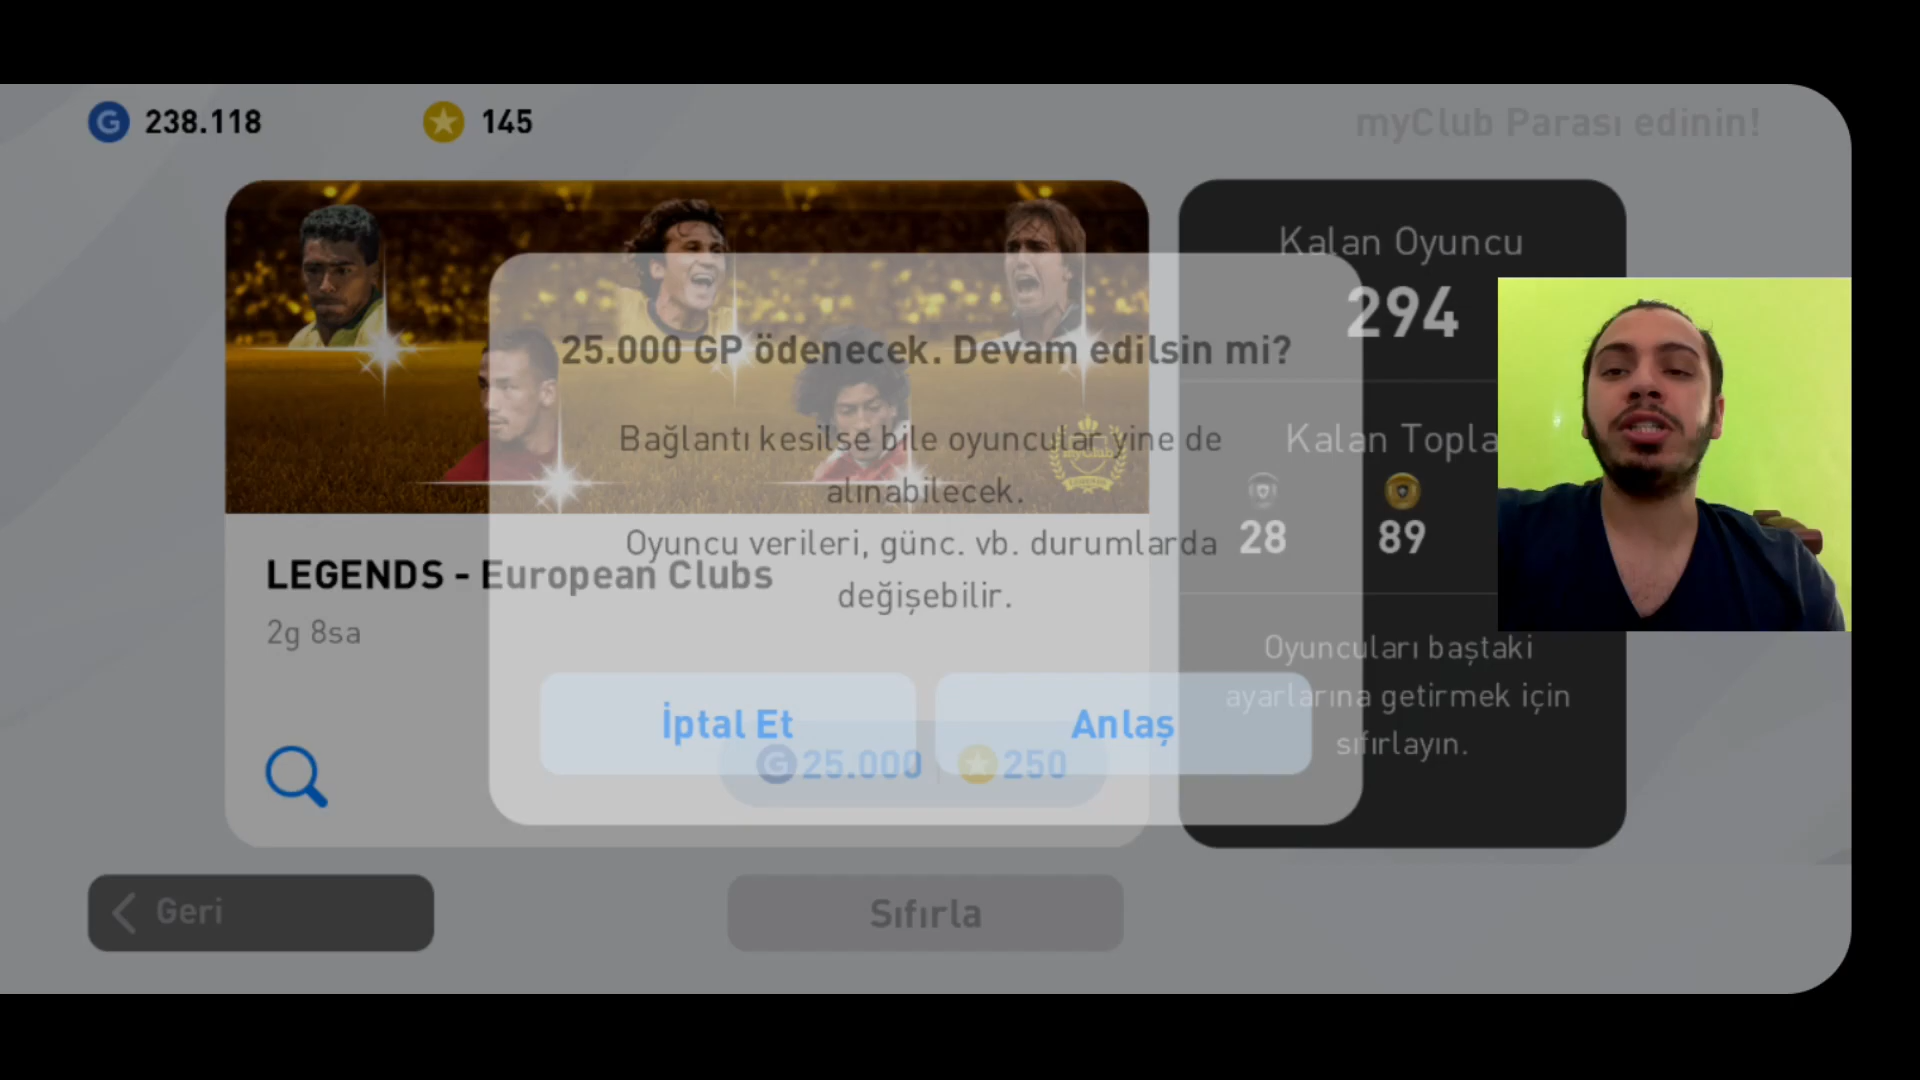 238.118
145
myClub Parası edinin!
Kalan Oyuncu
294
25.000 GP ödenecek. Devam edilsin mi?
Bağlantı kesilse bile oyuncular yine de
alınabilecek.
Oyuncu verileri, günc. vb. durumlarda
değişebilir.
Kalan Topla
28
89
LEGENDS - European Clubs
2g 8sa
Oyuncuları baştaki
ayarlarına getirmek için
sıfırlayın.
İptal Et
Anlaş
25.000
250
Geri
Sıfırla